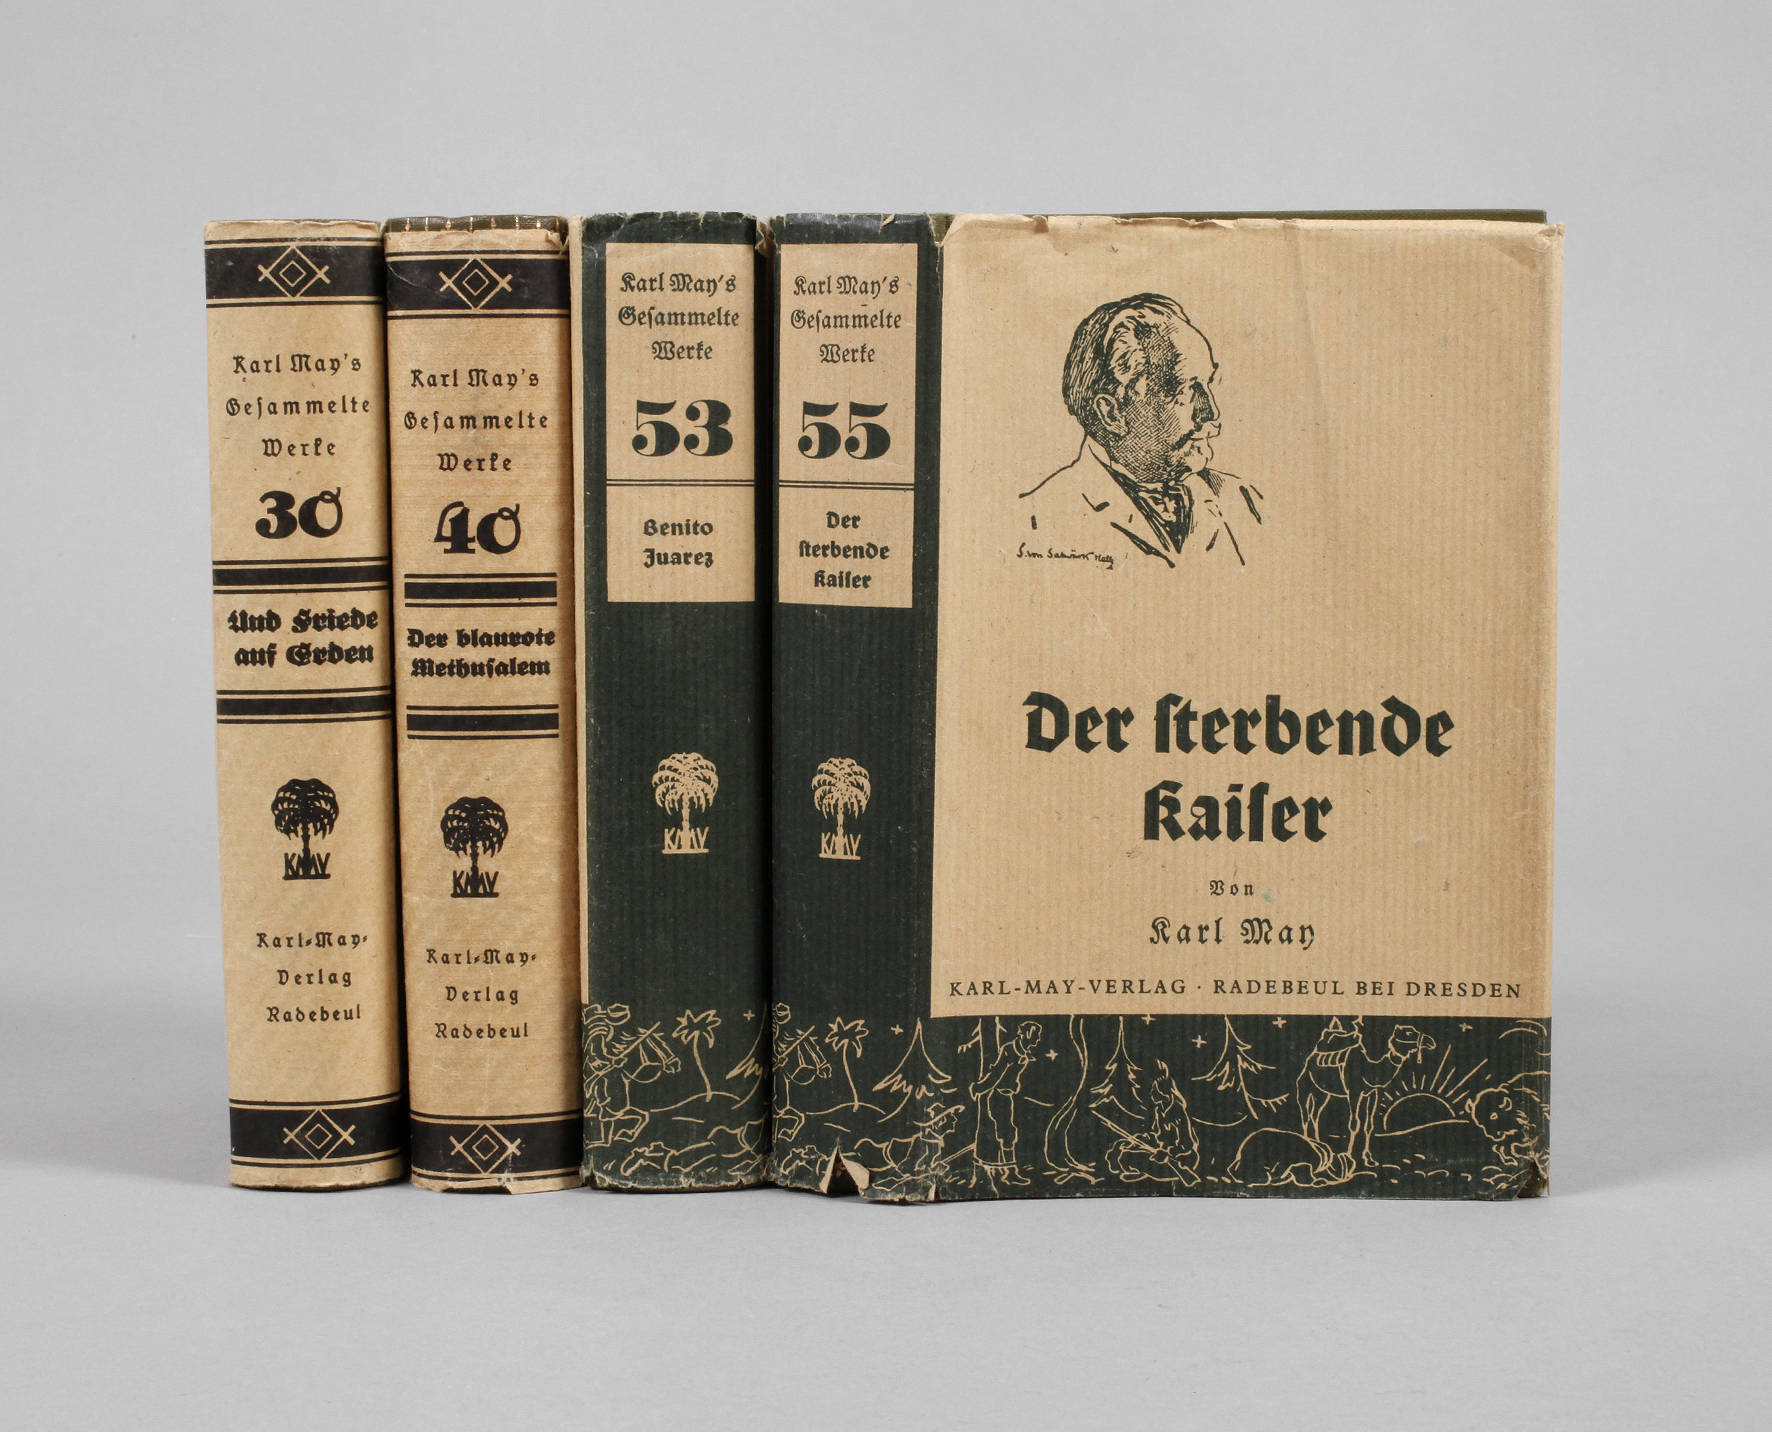 Karl May's
Gesammelte
Werke
30
Und Friede
auf Erden
KMV
Karl-May-
Verlag
Radebeul
Karl May's
Gesammelte
Werke
40
Der blaurote
Methusalem
KMV
Karl-May-
Verlag
Radebeul
Karl May's
Gesammelte
Werke
53
Benito
Juarez
KMV
Karl May's
Gesammelte
Werke
55
Der
sterbende
Kaiser
KMV
Der sterbende
Kaiser
Von
Karl May
KARL-MAY-VERLAG · RADEBEUL BEI DRESDEN